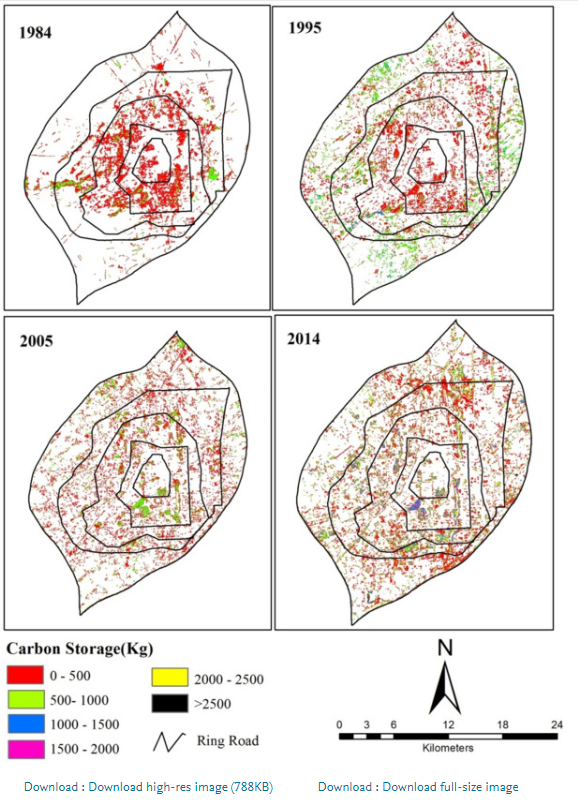 1984
1995
2005
2014
Carbon Storage(Kg)
0 - 500
500- 1000
1000 - 1500
1500 - 2000
2000 - 2500
>2500
Ring Road
N
0 3 6 12 18 24
Kilometers
Download : Download high-res image (788KB)
Download : Download full-size image